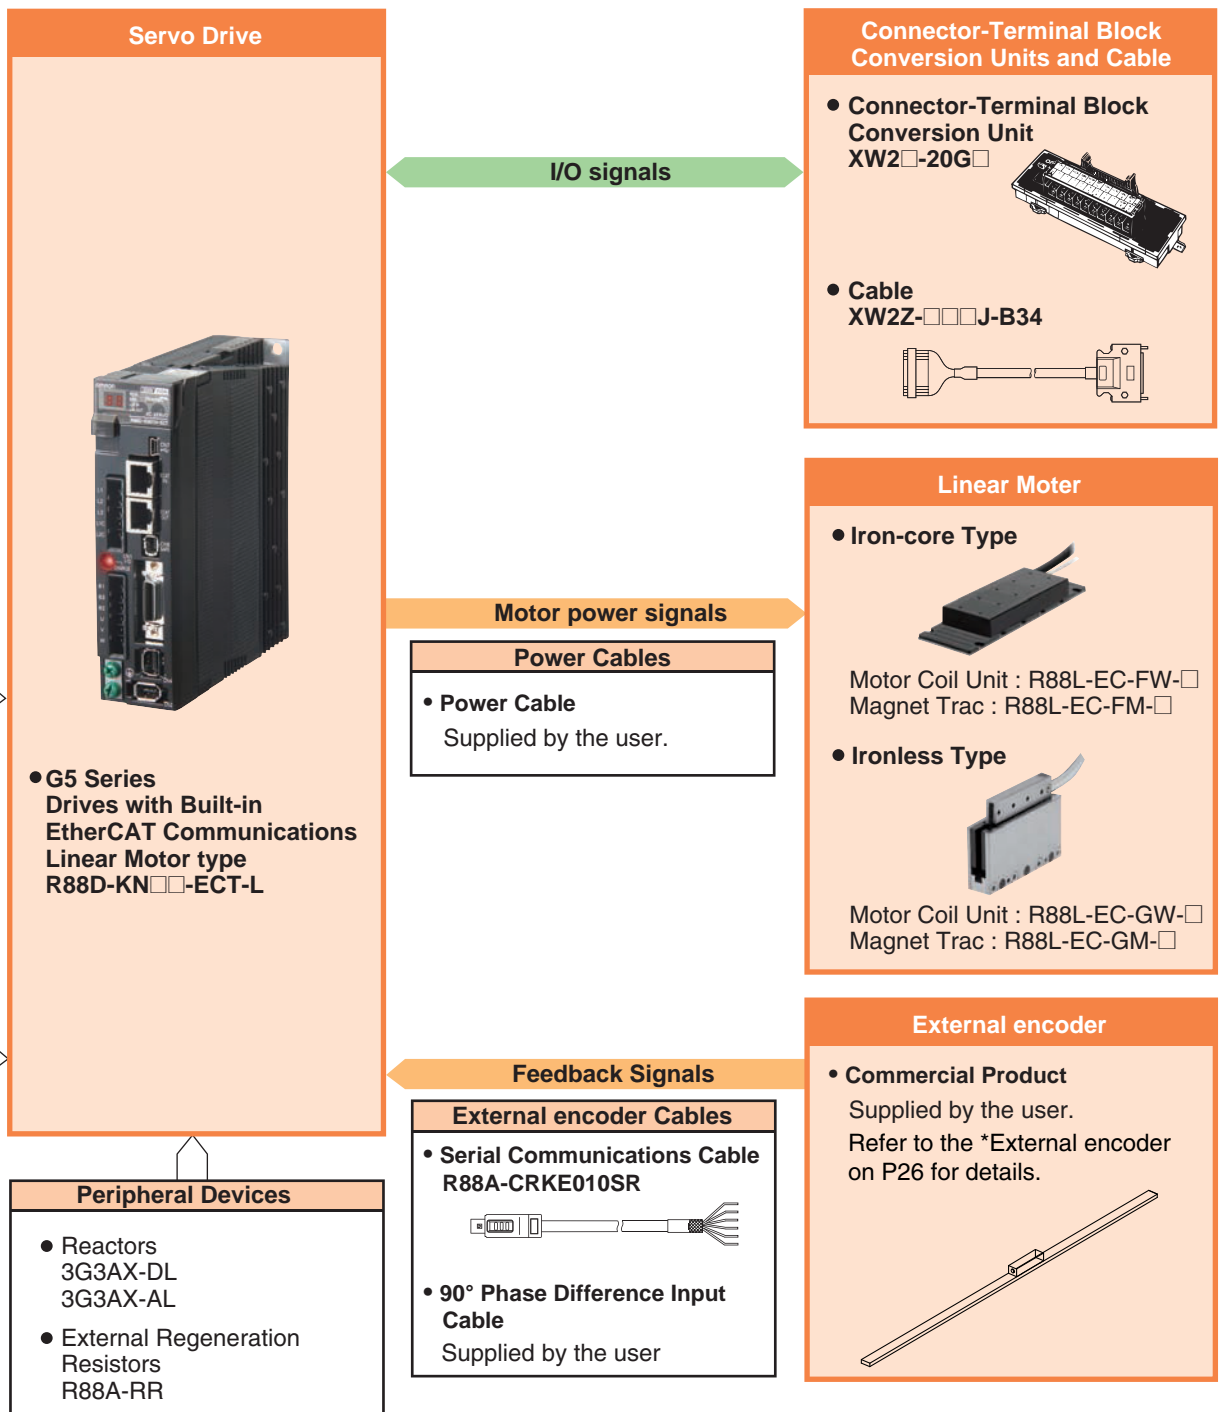 Servo Drive
● G5 Series
Drives with Built-in
EtherCAT Communications
Linear Motor type
R88D-KN□□-ECT-L
Peripheral Devices
● Reactors
3G3AX-DL
3G3AX-AL
● External Regeneration
Resistors
R88A-RR
I/O signals
Motor power signals
Power Cables
• Power Cable
Supplied by the user.
Feedback Signals
External encoder Cables
• Serial Communications Cable
R88A-CRKE010SR
• 90° Phase Difference Input
Cable
Supplied by the user
Connector-Terminal Block
Conversion Units and Cable
● Connector-Terminal Block
Conversion Unit
XW2□-20G□
● Cable
XW2Z-□□□J-B34
Linear Moter
● Iron-core Type
Motor Coil Unit : R88L-EC-FW-□
Magnet Trac : R88L-EC-FM-□
● Ironless Type
Motor Coil Unit : R88L-EC-GW-□
Magnet Trac : R88L-EC-GM-□
External encoder
• Commercial Product
Supplied by the user.
Refer to the *External encoder
on P26 for details.